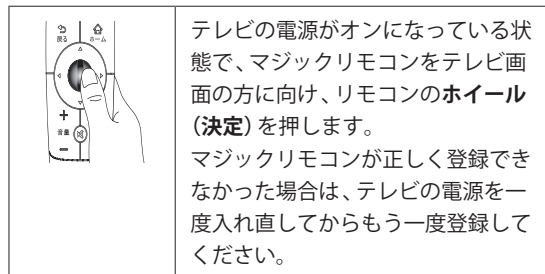 戻る
ホーム
＋
音量
－
テレビの電源がオンになっている状
態で、マジックリモコンをテレビ画
面の方に向け、リモコンのホイール
（決定）を押します。
マジックリモコンが正しく登録でき
なかった場合は、テレビの電源を一
度入れ直してからもう一度登録して
ください。